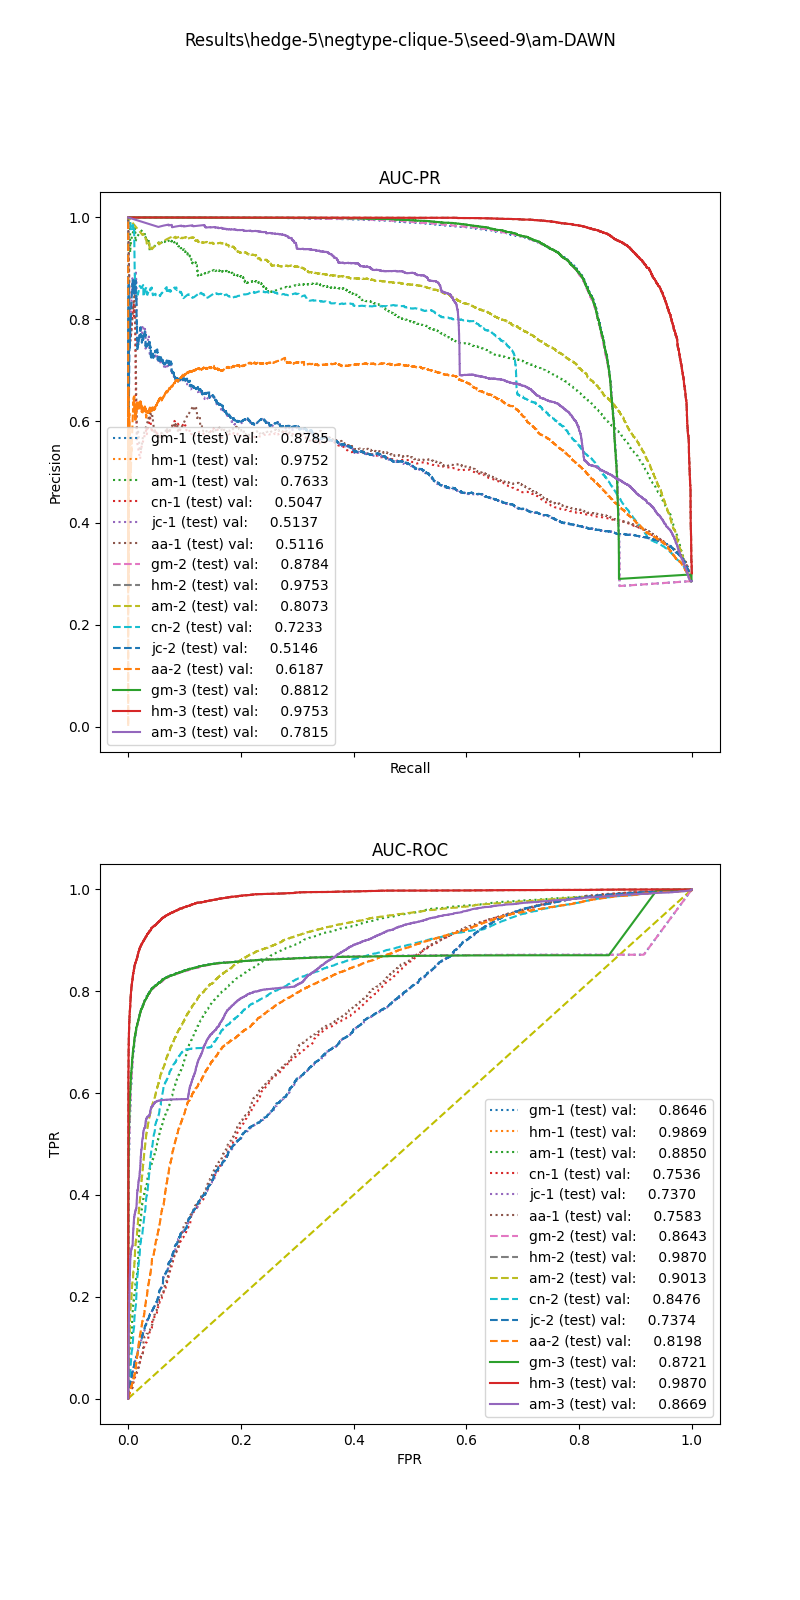 Results\hedge-5\negtype-clique-5\seed-9\am-DAWN
AUC-PR
1.0
0.8
0.6
0.4
0.2
0.0
Precision
gm-1 (test) val: 0.8785
hm-1 (test) val: 0.9752
am-1 (test) val: 0.7633
cn-1 (test) val: 0.5047
jc-1 (test) val: 0.5137
aa-1 (test) val: 0.5116
gm-2 (test) val: 0.8784
hm-2 (test) val: 0.9753
am-2 (test) val: 0.8073
cn-2 (test) val: 0.7233
jc-2 (test) val: 0.5146
aa-2 (test) val: 0.6187
gm-3 (test) val: 0.8812
hm-3 (test) val: 0.9753
am-3 (test) val: 0.7815
Recall
AUC-ROC
1.0
0.8
0.6
0.4
0.2
0.0
TPR
gm-1 (test) val: 0.8646
hm-1 (test) val: 0.9869
am-1 (test) val: 0.8850
cn-1 (test) val: 0.7536
jc-1 (test) val: 0.7370
aa-1 (test) val: 0.7583
gm-2 (test) val: 0.8643
hm-2 (test) val: 0.9870
am-2 (test) val: 0.9013
cn-2 (test) val: 0.8476
jc-2 (test) val: 0.7374
aa-2 (test) val: 0.8198
gm-3 (test) val: 0.8721
hm-3 (test) val: 0.9870
am-3 (test) val: 0.8669
0.0 0.2 0.4 0.6 0.8 1.0
FPR